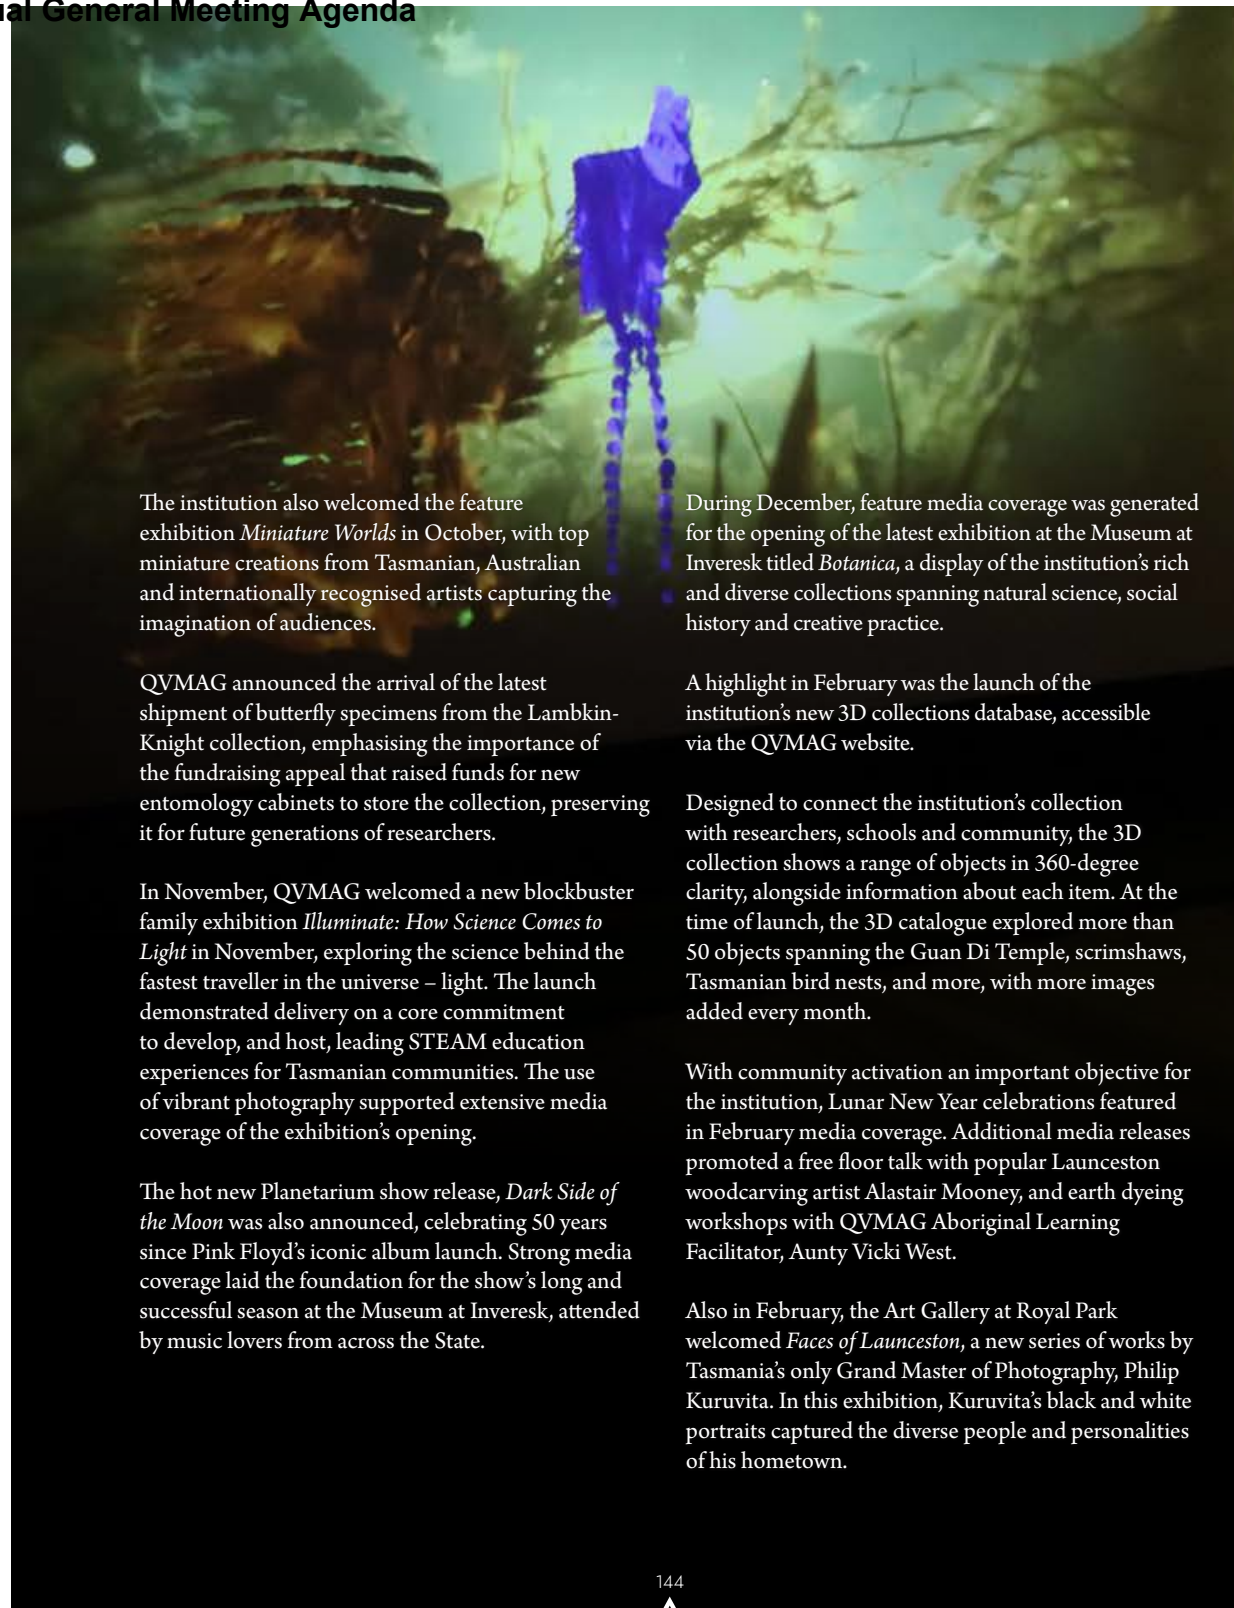 General Meeting Agenda
The institution also welcomed the feature
exhibition Miniature Worlds in October, with top
miniature creations from Tasmanian, Australian
and internationally recognised artists capturing the
imagination of audiences.
QVMAG announced the arrival of the latest
shipment of butterfly specimens from the Lambkin-
Knight collection, emphasising the importance of
the fundraising appeal that raised funds for new
entomology cabinets to store the collection, preserving
it for future generations of researchers.
In November, QVMAG welcomed a new blockbuster
family exhibition Illuminate: How Science Comes to
Light in November, exploring the science behind the
fastest traveller in the universe – light. The launch
demonstrated delivery on a core commitment
to develop, and host, leading STEAM education
experiences for Tasmanian communities. The use
of vibrant photography supported extensive media
coverage of the exhibition’s opening.
The hot new Planetarium show release, Dark Side of
the Moon was also announced, celebrating 50 years
since Pink Floyd’s iconic album launch. Strong media
coverage laid the foundation for the show’s long and
successful season at the Museum at Inveresk, attended
by music lovers from across the State.
During December, feature media coverage was generated
for the opening of the latest exhibition at the Museum at
Inveresk titled Botanica, a display of the institution’s rich
and diverse collections spanning natural science, social
history and creative practice.
A highlight in February was the launch of the
institution’s new 3D collections database, accessible
via the QVMAG website.
Designed to connect the institution’s collection
with researchers, schools and community, the 3D
collection shows a range of objects in 360-degree
clarity, alongside information about each item. At the
time of launch, the 3D catalogue explored more than
50 objects spanning the Guan Di Temple, scrimshaws,
Tasmanian bird nests, and more, with more images
added every month.
With community activation an important objective for
the institution, Lunar New Year celebrations featured
in February media coverage. Additional media releases
promoted a free floor talk with popular Launceston
woodcarving artist Alastair Mooney, and earth dyeing
workshops with QVMAG Aboriginal Learning
Facilitator, Aunty Vicki West.
Also in February, the Art Gallery at Royal Park
welcomed Faces of Launceston, a new series of works by
Tasmania’s only Grand Master of Photography, Philip
Kuruvita. In this exhibition, Kuruvita’s black and white
portraits captured the diverse people and personalities
of his hometown.
144